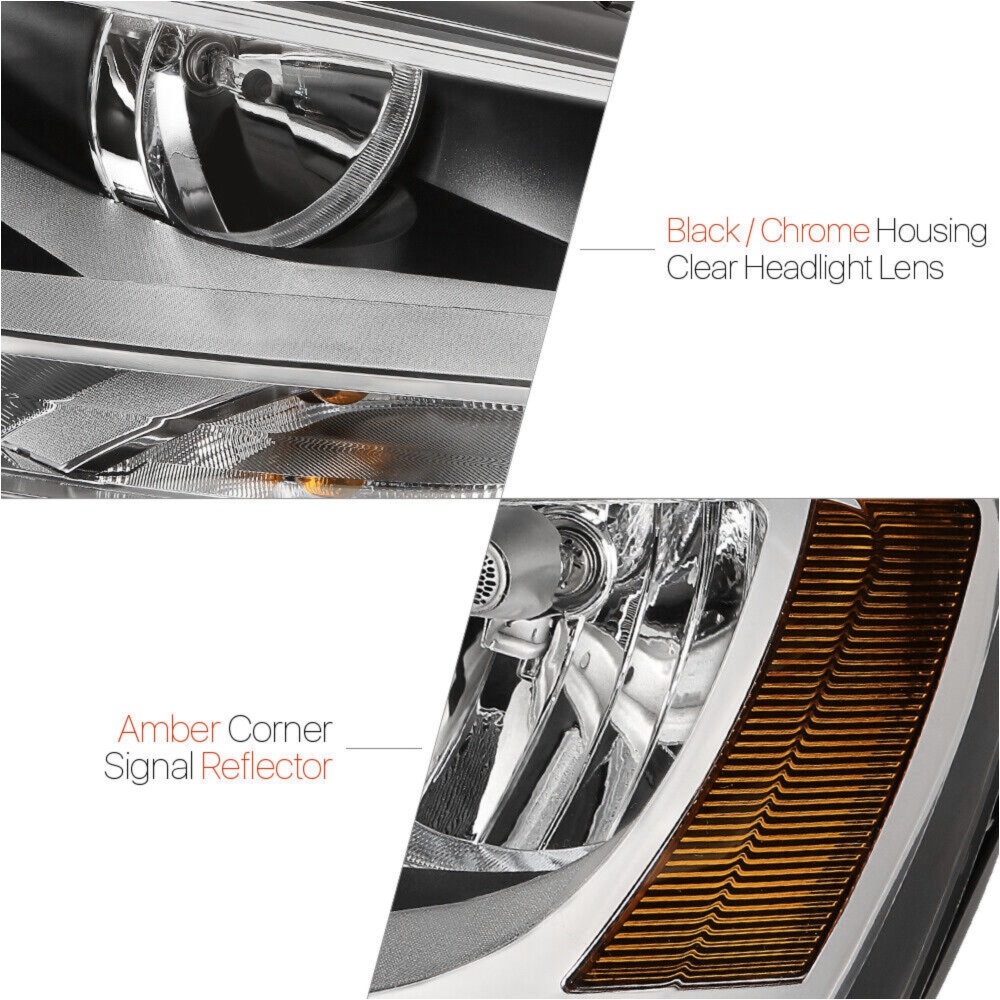 Black / Chrome Housing
Clear Headlight Lens
Amber Corner
Signal Reflector